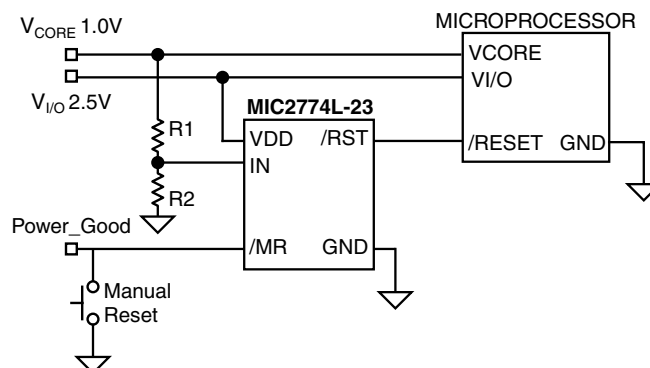 MICROPROCESSOR
VCORE 1.0V
VI/O 2.5V
VCORE
VI/O
/RESET
GND
MIC2774L-23
VDD
/RST
IN
/MR
GND
R1
R2
Power_Good
Manual
Reset